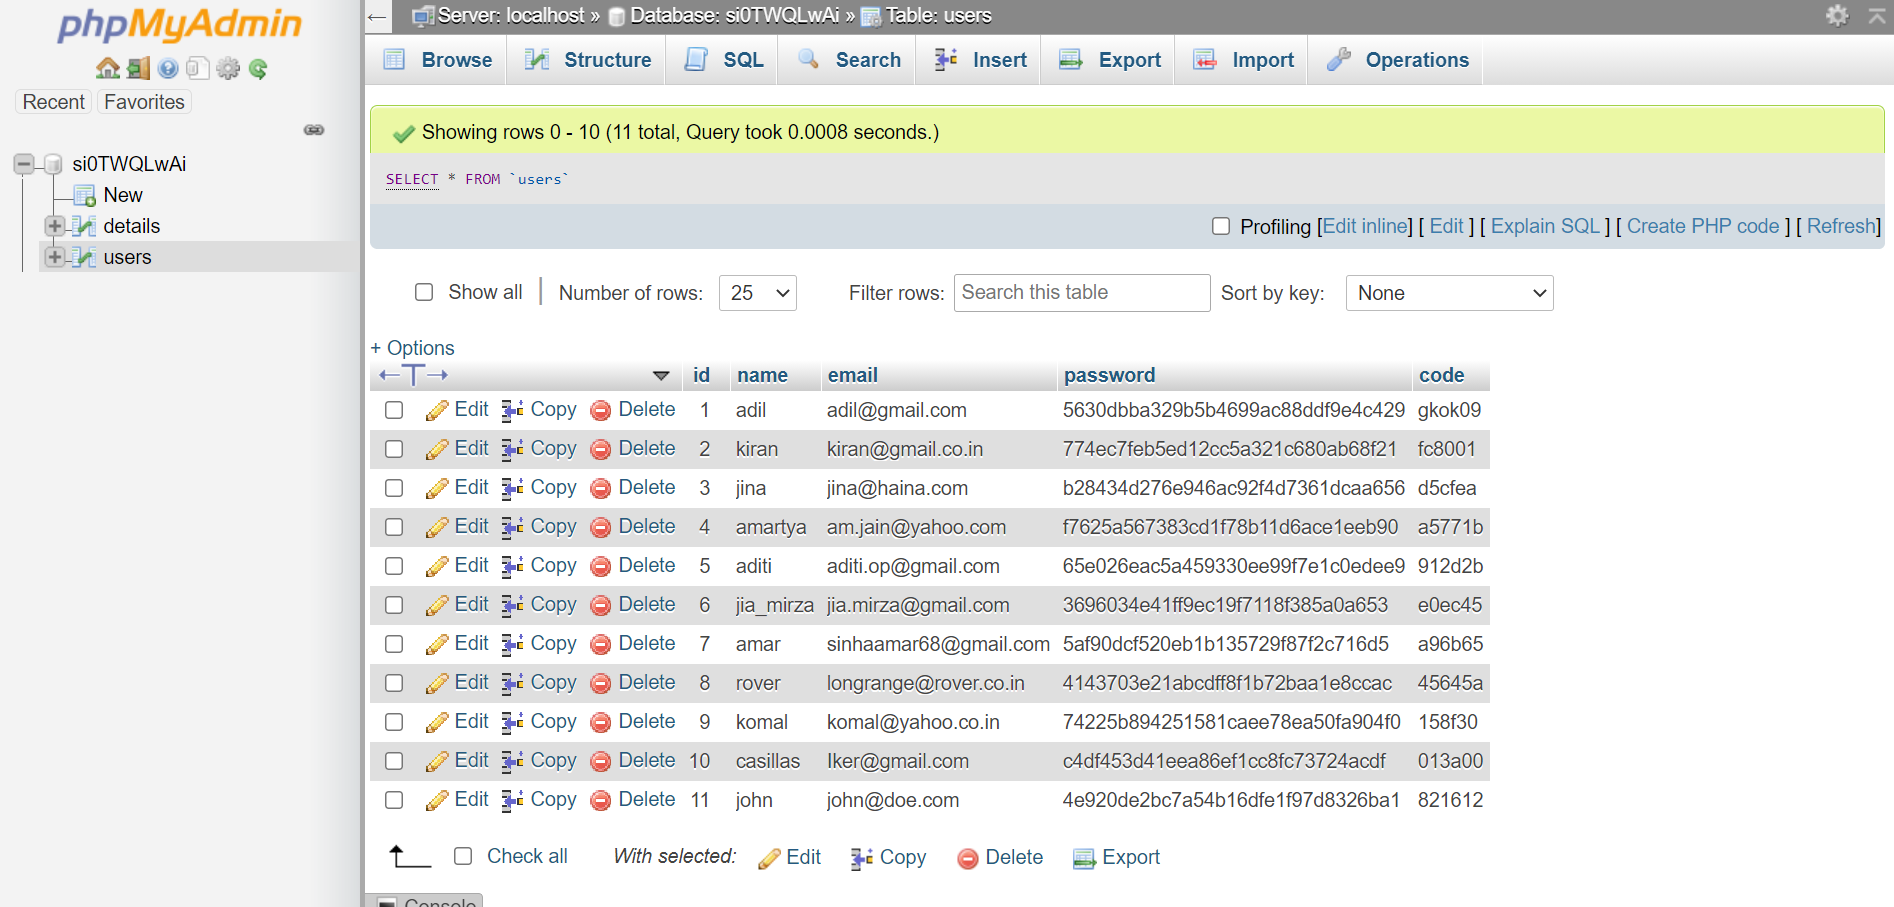 phpMyAdmin
Recent Favorites
si0TWQLwAi
New
details
users
Server: localhost » Database: si0TWQLwAi » Table: users
Browse Structure SQL Search Insert Export Import Operations
Showing rows 0 - 10 (11 total, Query took 0.0008 seconds.)
SELECT * FROM `users`
Profiling [Edit inline] [ Edit ] [ Explain SQL ] [ Create PHP code ] [ Refresh]
Show all Number of rows: 25 Filter rows: Search this table Sort by key: None
+ Options
←T→ id name email password code
Edit Copy Delete 1 adil adil@gmail.com 5630dbba329b5b4699ac88ddf9e4c429 gkok09
Edit Copy Delete 2 kiran kiran@gmail.co.in 774ec7feb5ed12cc5a321c680ab68f21 fc8001
Edit Copy Delete 3 jina jina@haina.com b28434d276e946ac92f4d7361dcaa656 d5cfea
Edit Copy Delete 4 amartya am.jain@yahoo.com f7625a567383cd1f78b11d6ace1eeb90 a5771b
Edit Copy Delete 5 aditi aditi.op@gmail.com 65e026eac5a459330ee99f7e1c0edee9 912d2b
Edit Copy Delete 6 jia_mirza jia.mirza@gmail.com 3696034e41ff9ec19f7118f385a0a653 e0ec45
Edit Copy Delete 7 amar sinhaamar68@gmail.com 5af90dcf520eb1b135729f87f2c716d5 a96b65
Edit Copy Delete 8 rover longrange@rover.co.in 4143703e21abcdff8f1b72baa1e8ccac 45645a
Edit Copy Delete 9 komal komal@yahoo.co.in 74225b894251581caee78ea50fa904f0 158f30
Edit Copy Delete 10 casillas Iker@gmail.com c4df453d41eea86ef1cc8fc73724acdf 013a00
Edit Copy Delete 11 john john@doe.com 4e920de2bc7a54b16dfe1f97d8326ba1 821612
Check all With selected: Edit Copy Delete Export
Console